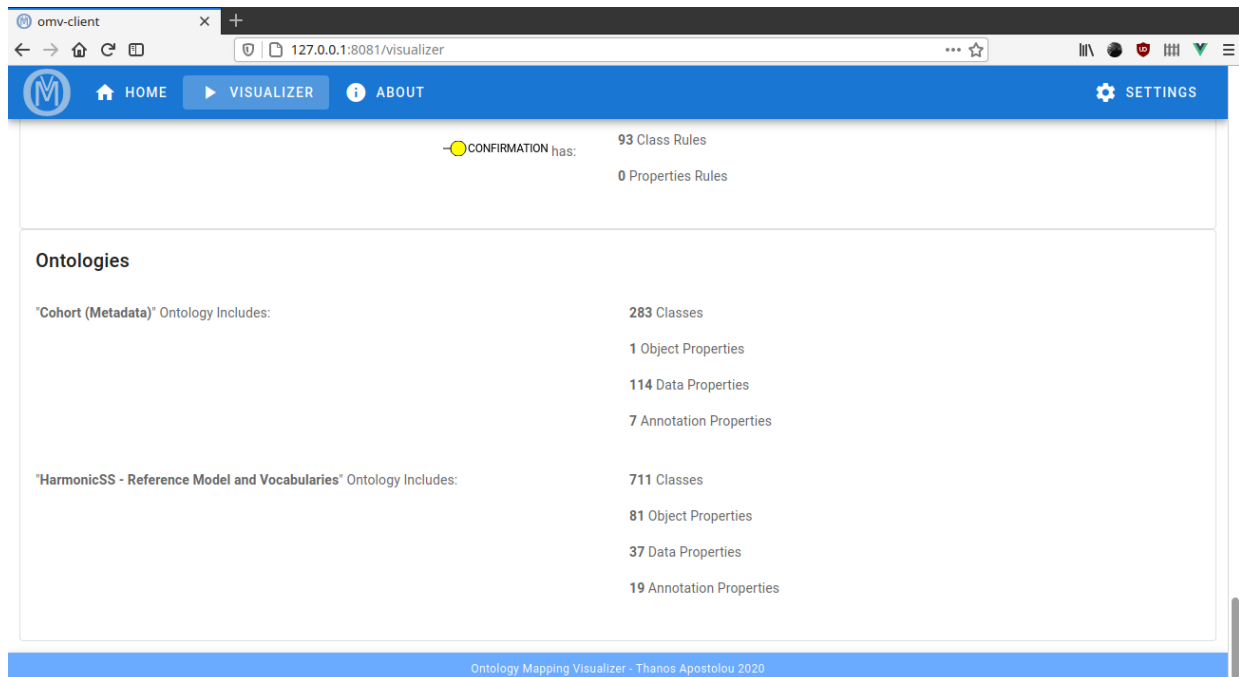 omv-client
127.0.0.1:8081/visualizer
HOME
VISUALIZER
ABOUT
SETTINGS
CONFIRMATION has:
93 Class Rules
0 Properties Rules
Ontologies
"Cohort (Metadata)" Ontology Includes:
283 Classes
1 Object Properties
114 Data Properties
7 Annotation Properties
"HarmonicSS - Reference Model and Vocabularies" Ontology Includes:
711 Classes
81 Object Properties
37 Data Properties
19 Annotation Properties
Ontology Mapping Visualizer - Thanos Apostolou 2020